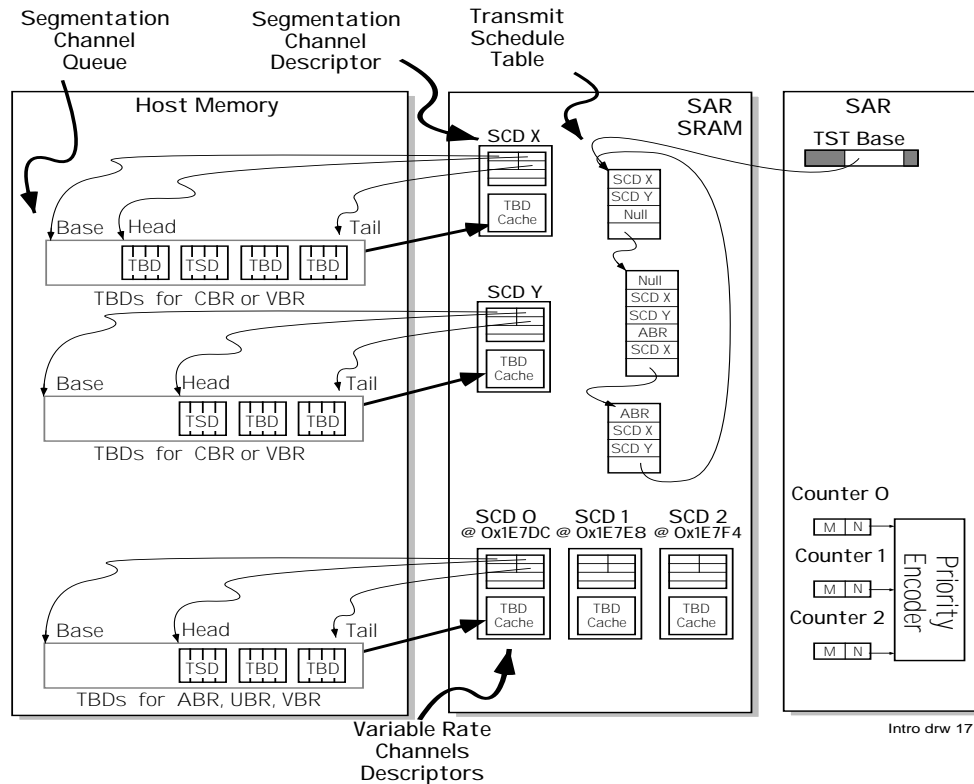 Segmentation
Channel
Queue
Segmentation
Channel
Descriptor
Transmit
Schedule
Table
Host Memory
SAR
SRAM
SAR
TST Base
SCD X
TBD
Cache
SCD X
SCD Y
Null
Base
Head
Tail
TBD
TSD
TBD
TBD
TBDs for CBR or VBR
SCD Y
TBD
Cache
Null
SCD X
SCD Y
ABR
SCD X
Base
Head
Tail
TSD
TBD
TBD
TBDs for CBR or VBR
ABR
SCD X
SCD Y
SCD 0
@ 0x1E7DC
SCD 1
@ 0x1E7E8
SCD 2
@ 0x1E7F4
TBD
Cache
TBD
Cache
TBD
Cache
Counter 0
M N
Counter 1
M N
Counter 2
M N
Priority
Encoder
Base
Head
Tail
TSD
TBD
TBD
TBDs for ABR, UBR, VBR
Variable Rate
Channels
Descriptors
Intro drw 17